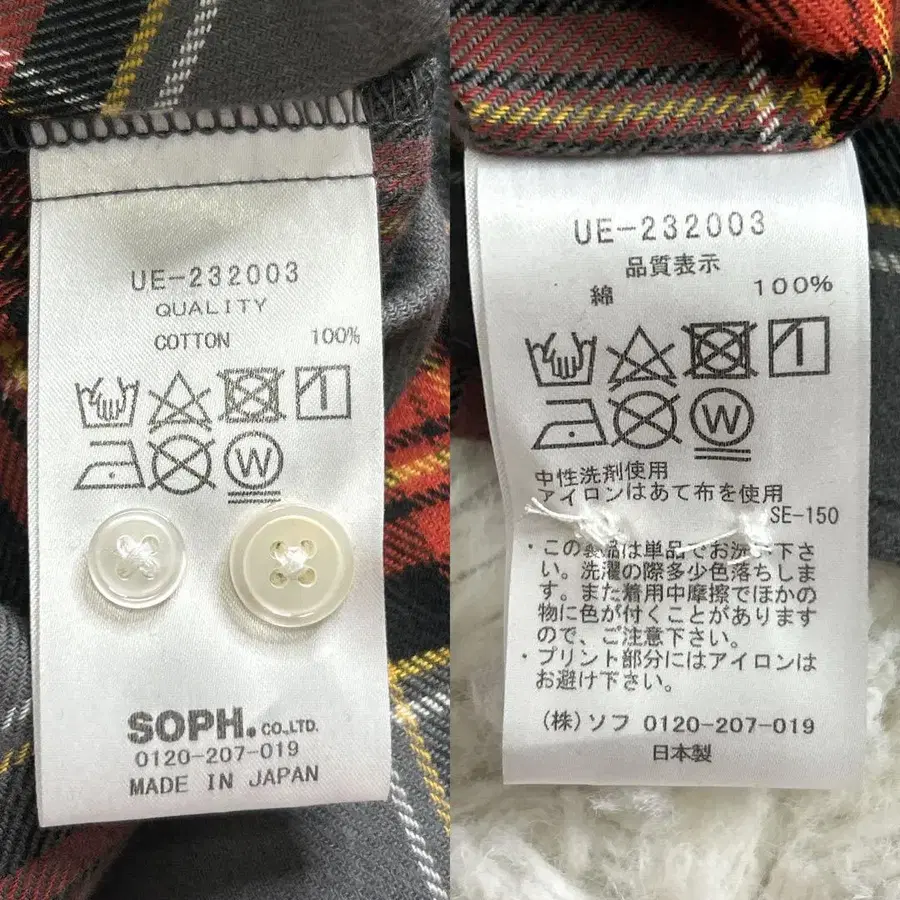 UE-232003
QUALITY
COTTON 100%
W
SOPH. CO.,LTD.
0120-207-019
MADE IN JAPAN
UE-232003
品質表示
綿 100%
W
中性洗剤使用
アイロンはあて布を使用
SE-150
・この製品は単品でお洗い下さ
い。洗濯の際多少色落ちしま
す。また着用中摩擦でほかの
物に色が付くことがあります
ので、ご注意下さい。
・プリント部分にはアイロンは
お避け下さい。
(株)ソフ 0120-207-019
日本製